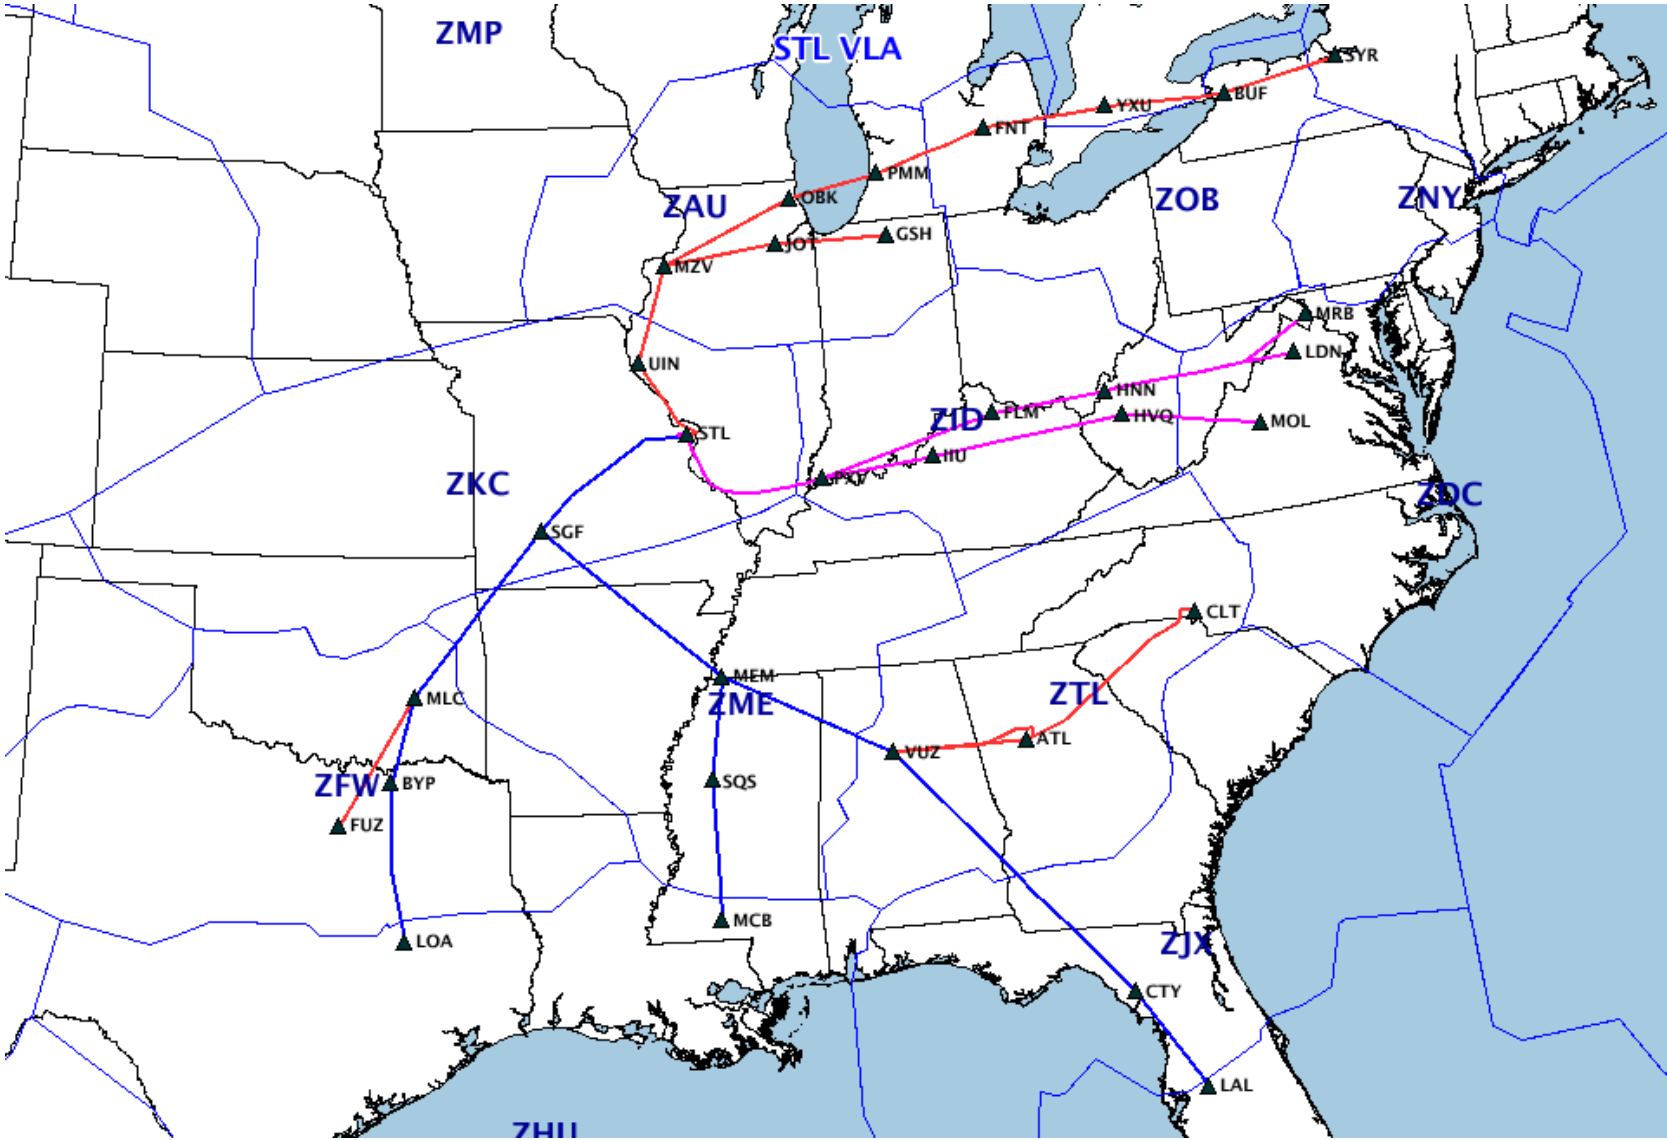 ZMP
STL VLA
SYR
BUF
YXU
FNT
PMM
OBK
ZAU
ZOB
ZNY
GSH
JOT
MZV
MRB
LDN
UIN
HNN
FLM
HVQ
ZID
MOL
STL
IIU
PXV
ZKC
ZDC
SGF
CLT
MEM
MLC
ZTL
ZME
ATL
VUZ
ZFW
BYP
SQS
FUZ
MCB
LOA
ZJX
CTY
LAL
ZHU